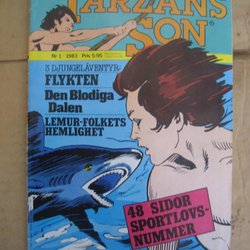 TARZANS
SON
Nr 1 1983 Pris 5:95
3 DJUNGELÄVENTYR:
FLYKTEN
Den Blodiga
Dalen
LEMUR-FOLKETS
HEMLIGHET
48 SIDOR
SPORTLOVS-
NUMMER